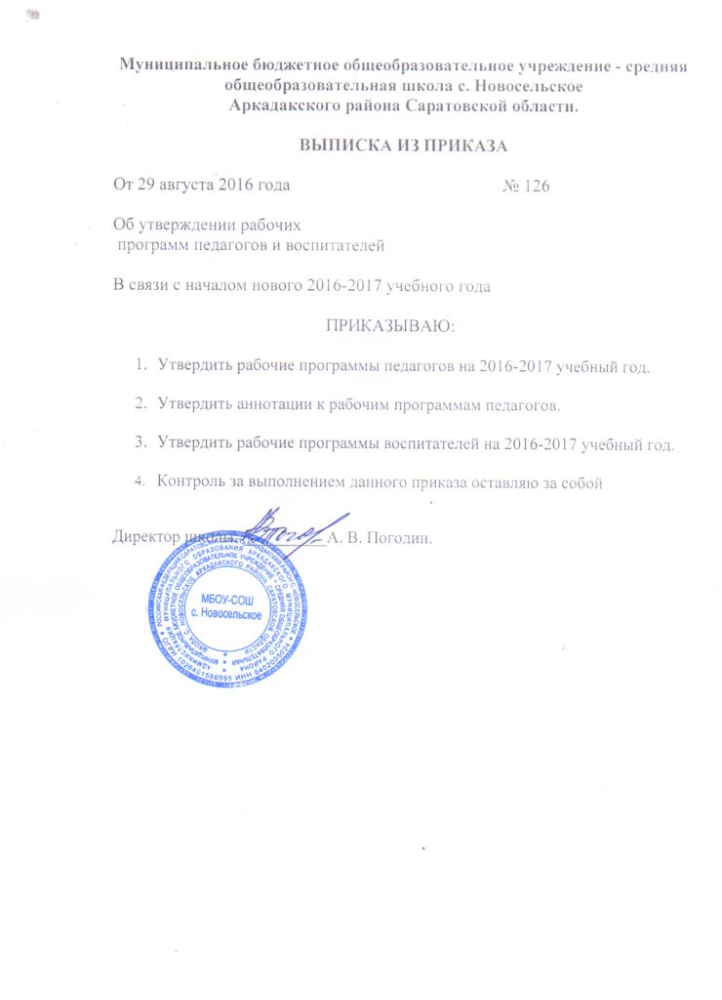 Муниципальное бюджетное общеобразовательное учреждение - средняя
общеобразовательная школа с. Новосельское
Аркадакского района Саратовской области.
ВЫПИСКА ИЗ ПРИКАЗА
От 29 августа 2016 года № 126
Об утверждении рабочих
программ педагогов и воспитателей
В связи с началом нового 2016-2017 учебного года
ПРИКАЗЫВАЮ:
1. Утвердить рабочие программы педагогов на 2016-2017 учебный год.
2. Утвердить аннотации к рабочим программам педагогов.
3. Утвердить рабочие программы воспитателей на 2016-2017 учебный год.
4. Контроль за выполнением данного приказа оставляю за собой
Директор школы: А. В. Погодин.
МБОУ-СОШ
с. Новосельское
ОГРН 1026401586595 ИНН 6402005024